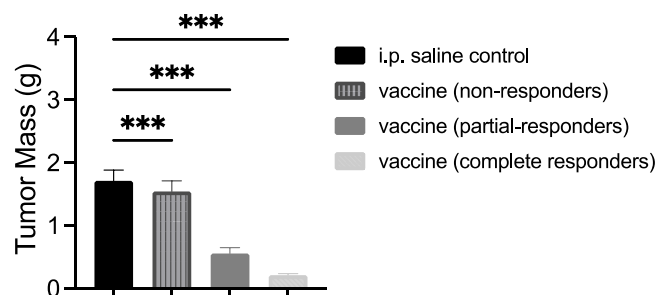 4
3
2
1
0
Tumor Mass (g)
***
***
***
i.p. saline control
vaccine (non-responders)
vaccine (partial-responders)
vaccine (complete responders)